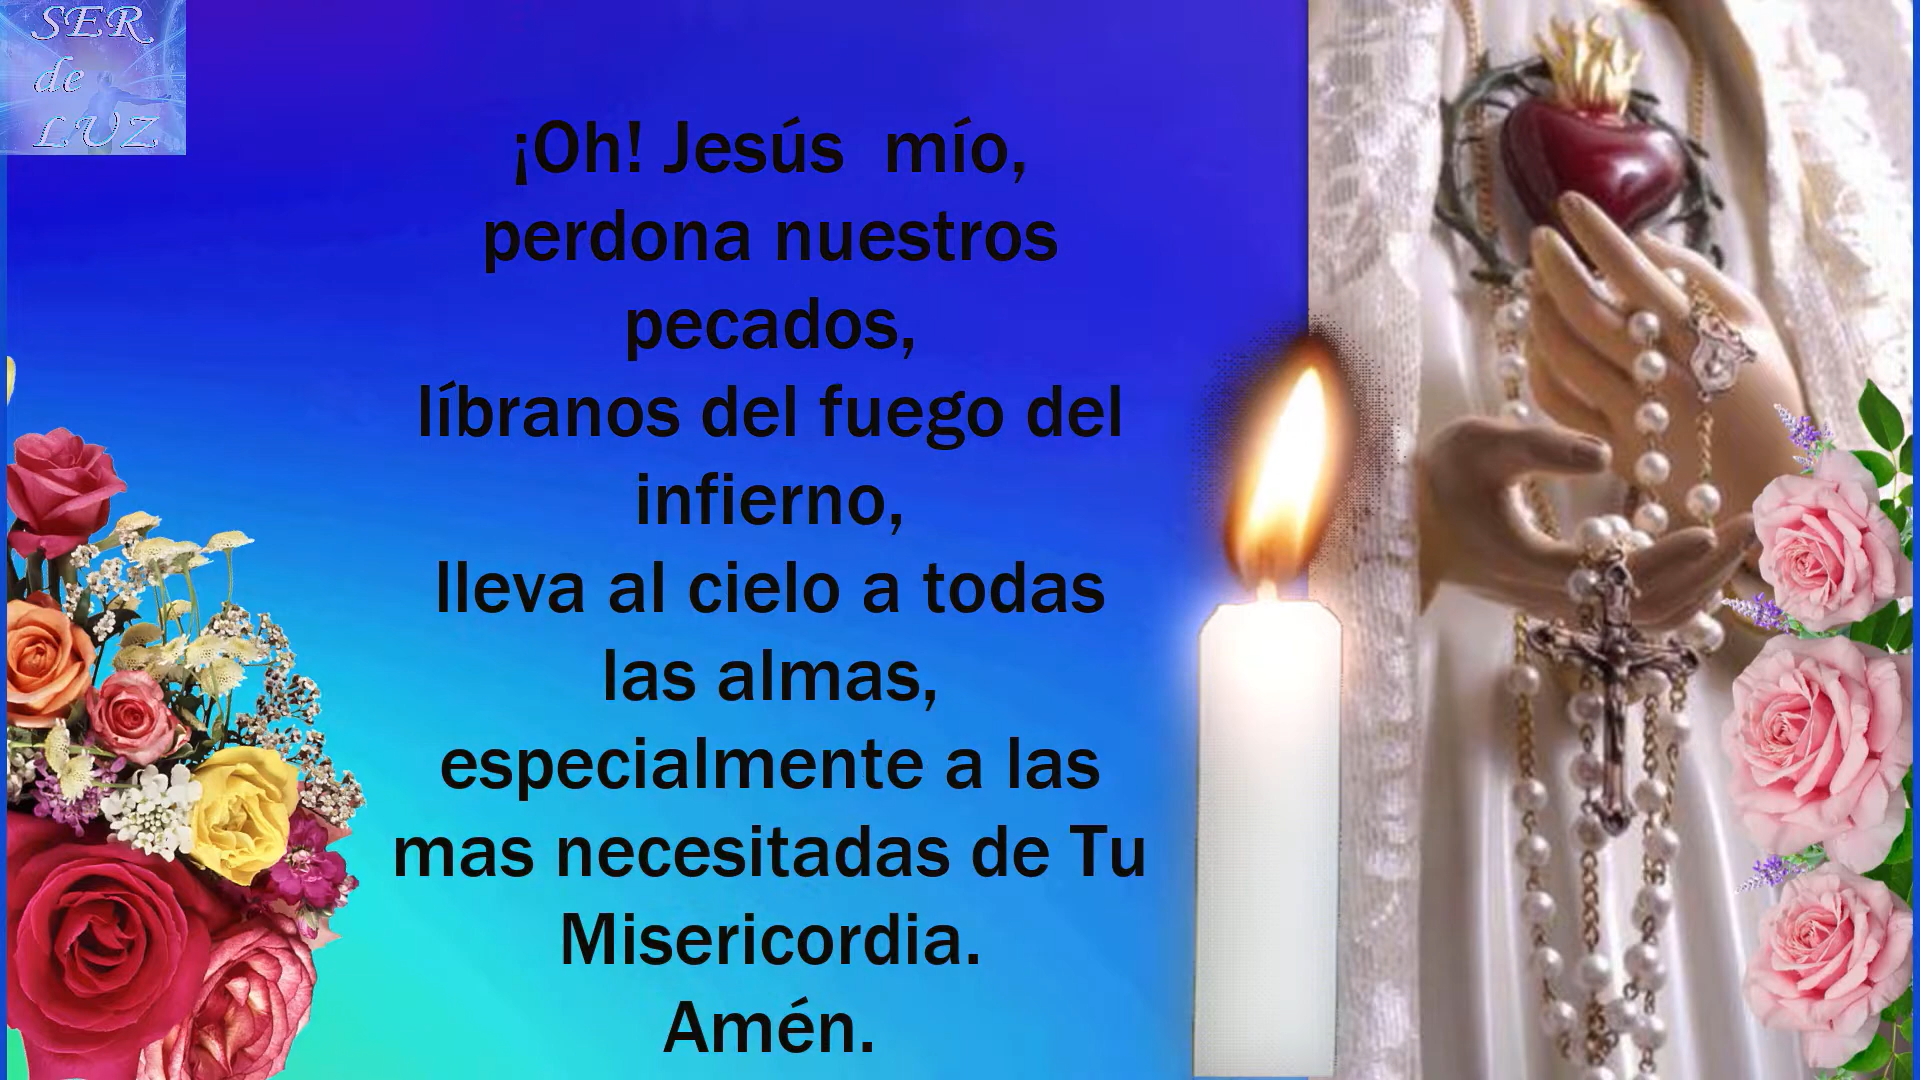 SER
de
LUZ
¡Oh! Jesús  mío,
perdona nuestros
pecados,
líbranos del fuego del
infierno,
lleva al cielo a todas
las almas,
especialmente a las
mas necesitadas de Tu
Misericordia.
Amén.